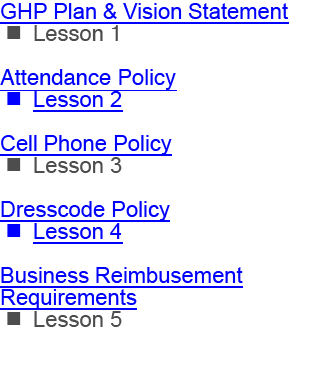 GHP Plan & Vision Statement
■ Lesson 1
Attendance Policy
■ Lesson 2
Cell Phone Policy
■ Lesson 3
Dresscode Policy
■ Lesson 4
Business Reimbusement
Requirements
■ Lesson 5